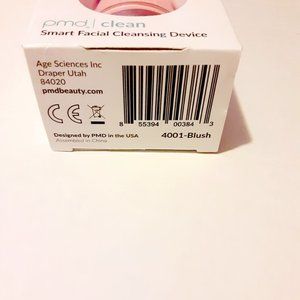 pmd | clean
Smart Facial Cleansing Device
Age Sciences Inc
Draper Utah
84020
pmdbeauty.com
CE
8 55394 00384 3
Designed by PMD in the USA
4001-Blush
Assembled in China